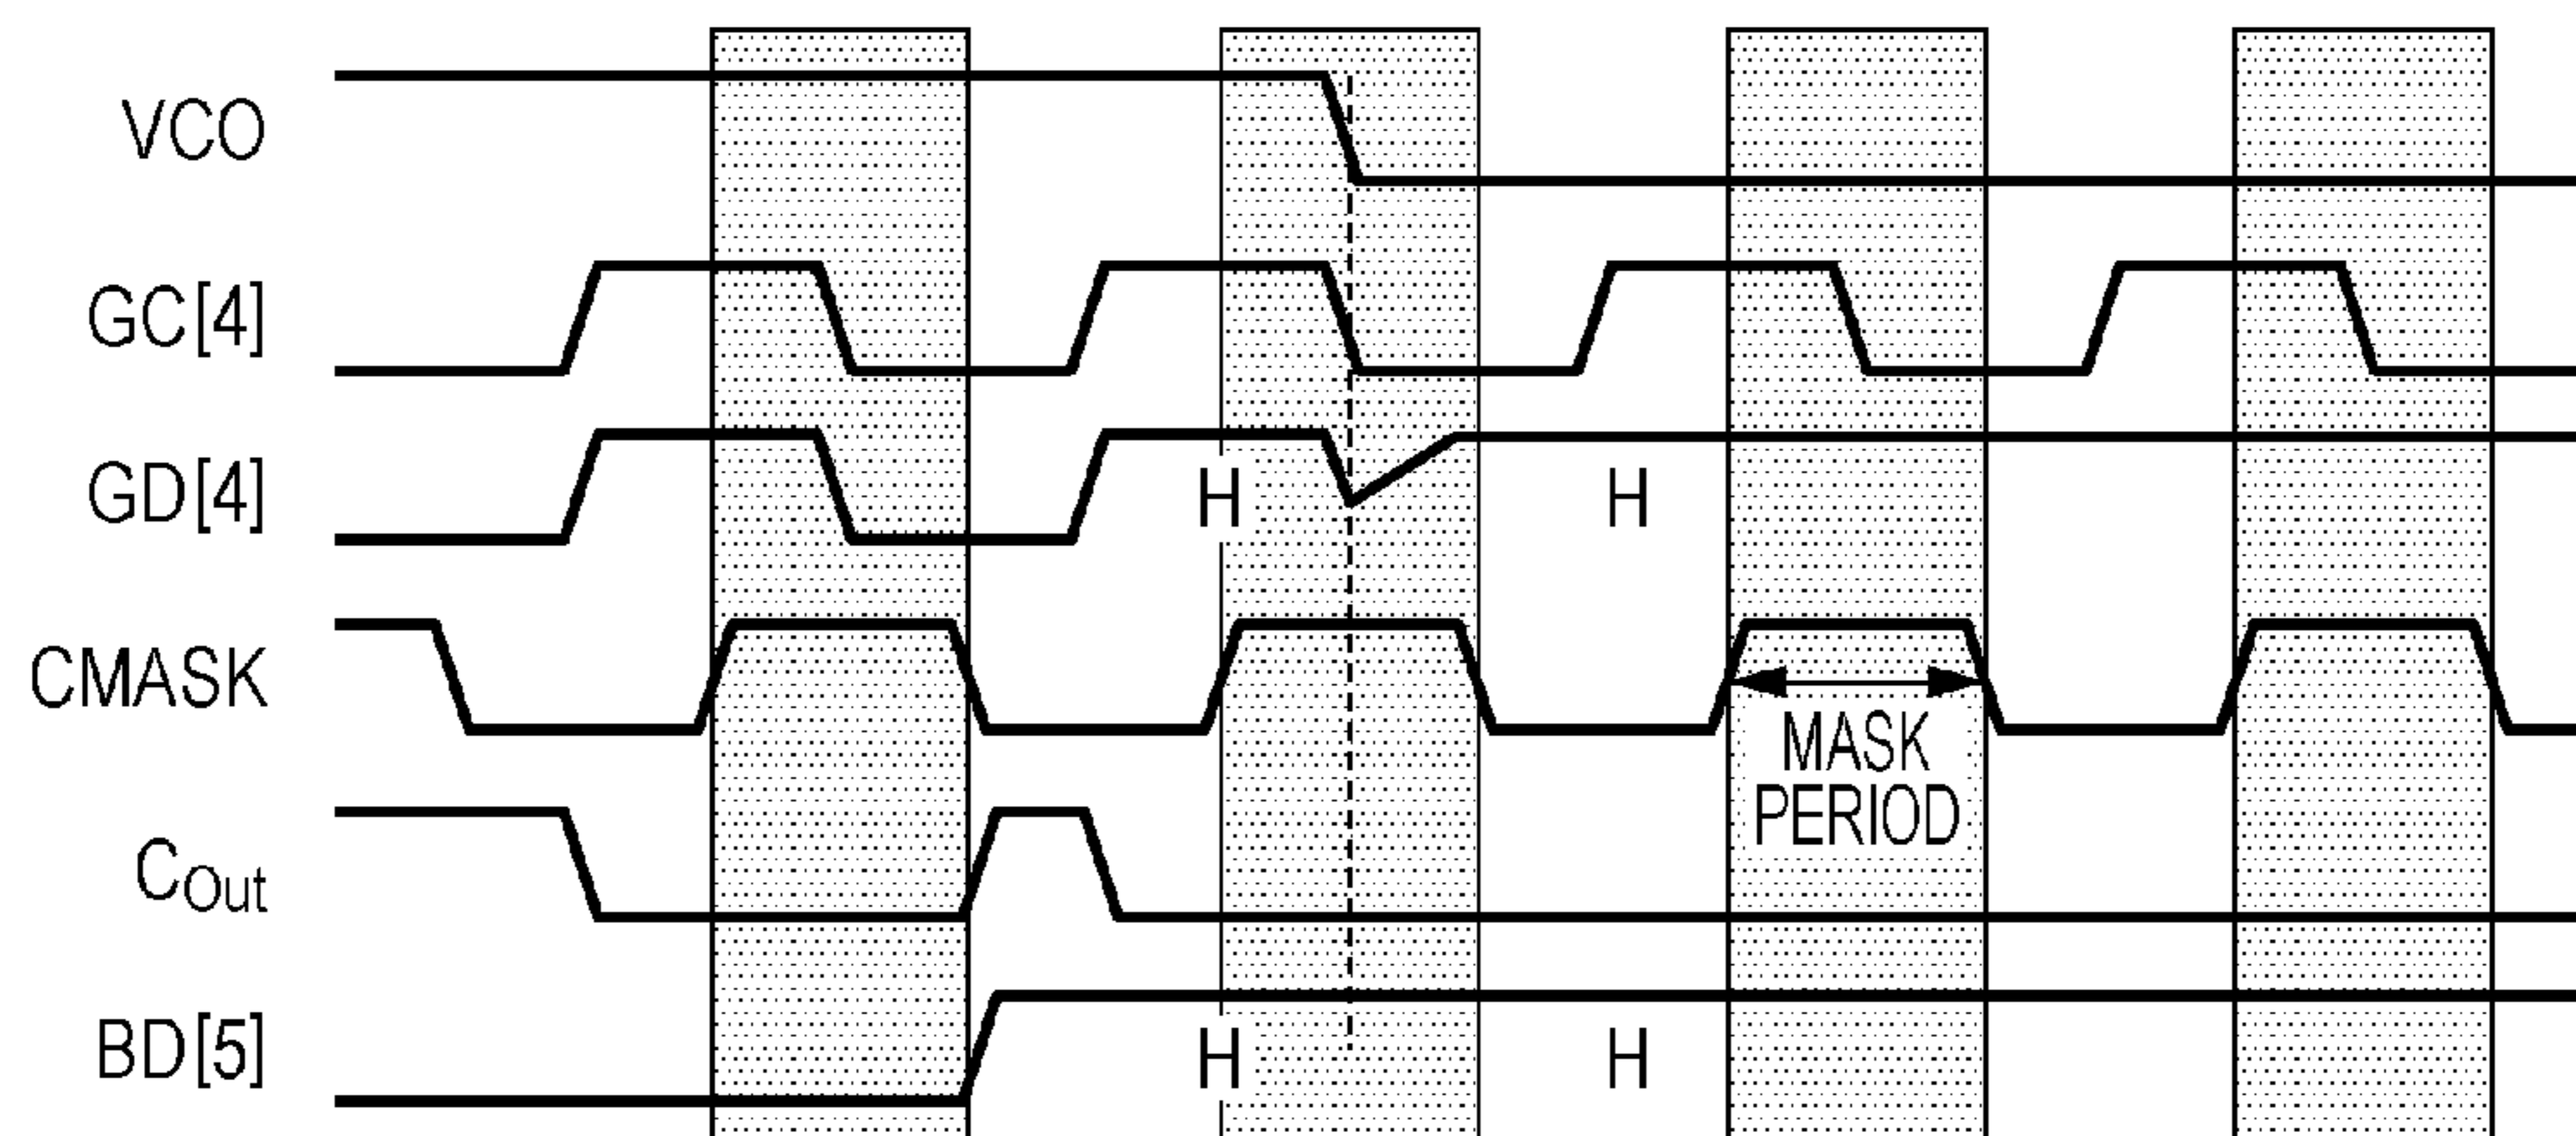 VCO
GC[4]
GD[4]
H H
CMASK
MASK
PERIOD
COut
BD[5]
H H